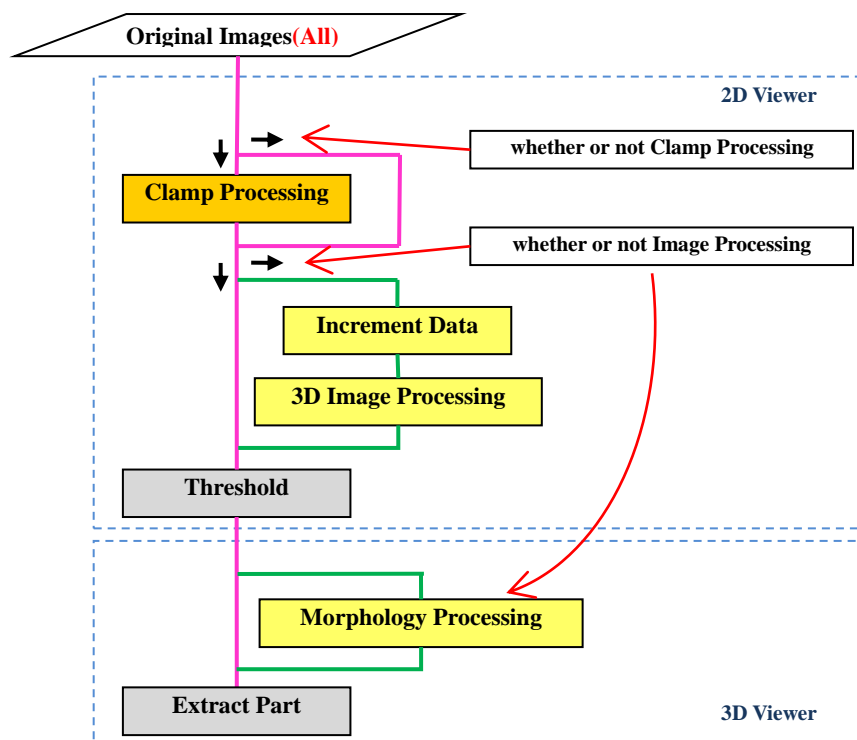 Original Images(All)
2D Viewer
whether or not Clamp Processing
Clamp Processing
whether or not Image Processing
Increment Data
3D Image Processing
Threshold
Morphology Processing
Extract Part
3D Viewer